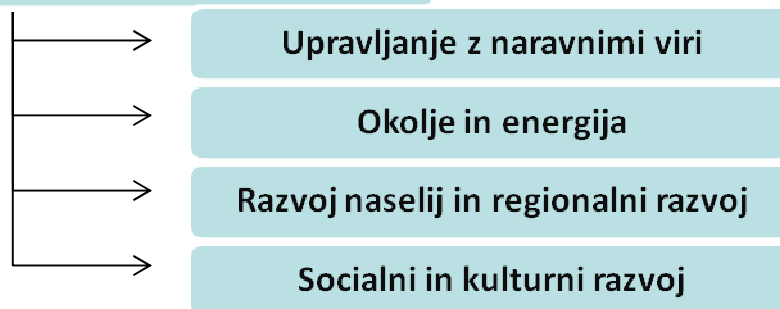 Upravljanje z naravnimi viri
Okolje in energija
Razvoj naselij in regionalni razvoj
Socialni in kulturni razvoj